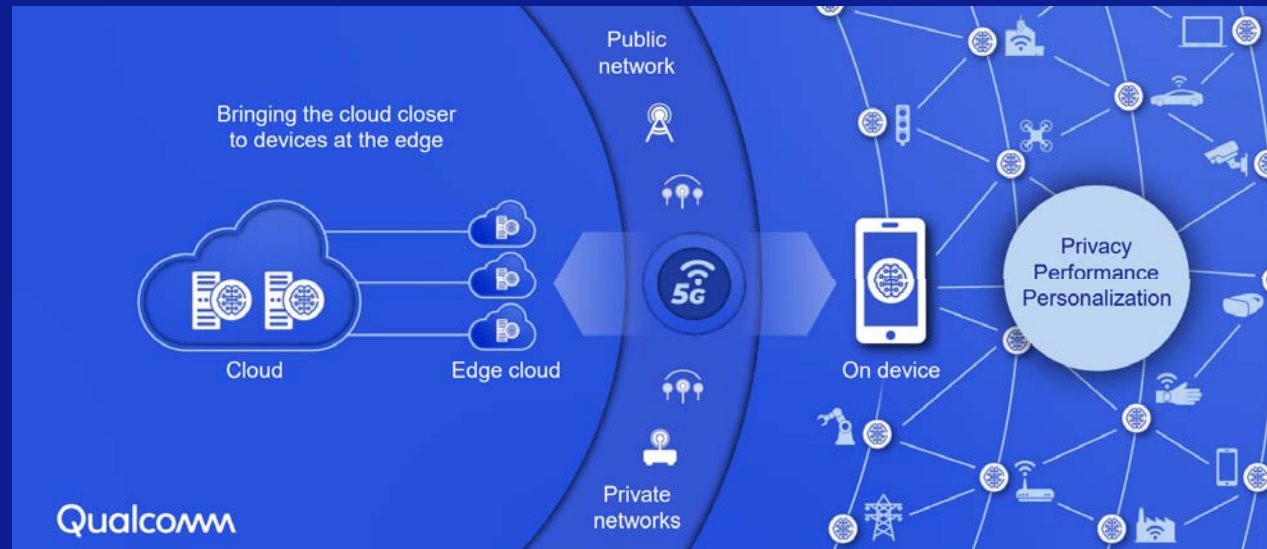 Bringing the cloud closer
to devices at the edge
Cloud
Edge cloud
Public
network
5G
Private
networks
On device
Privacy
Performance
Personalization
Qualcomm